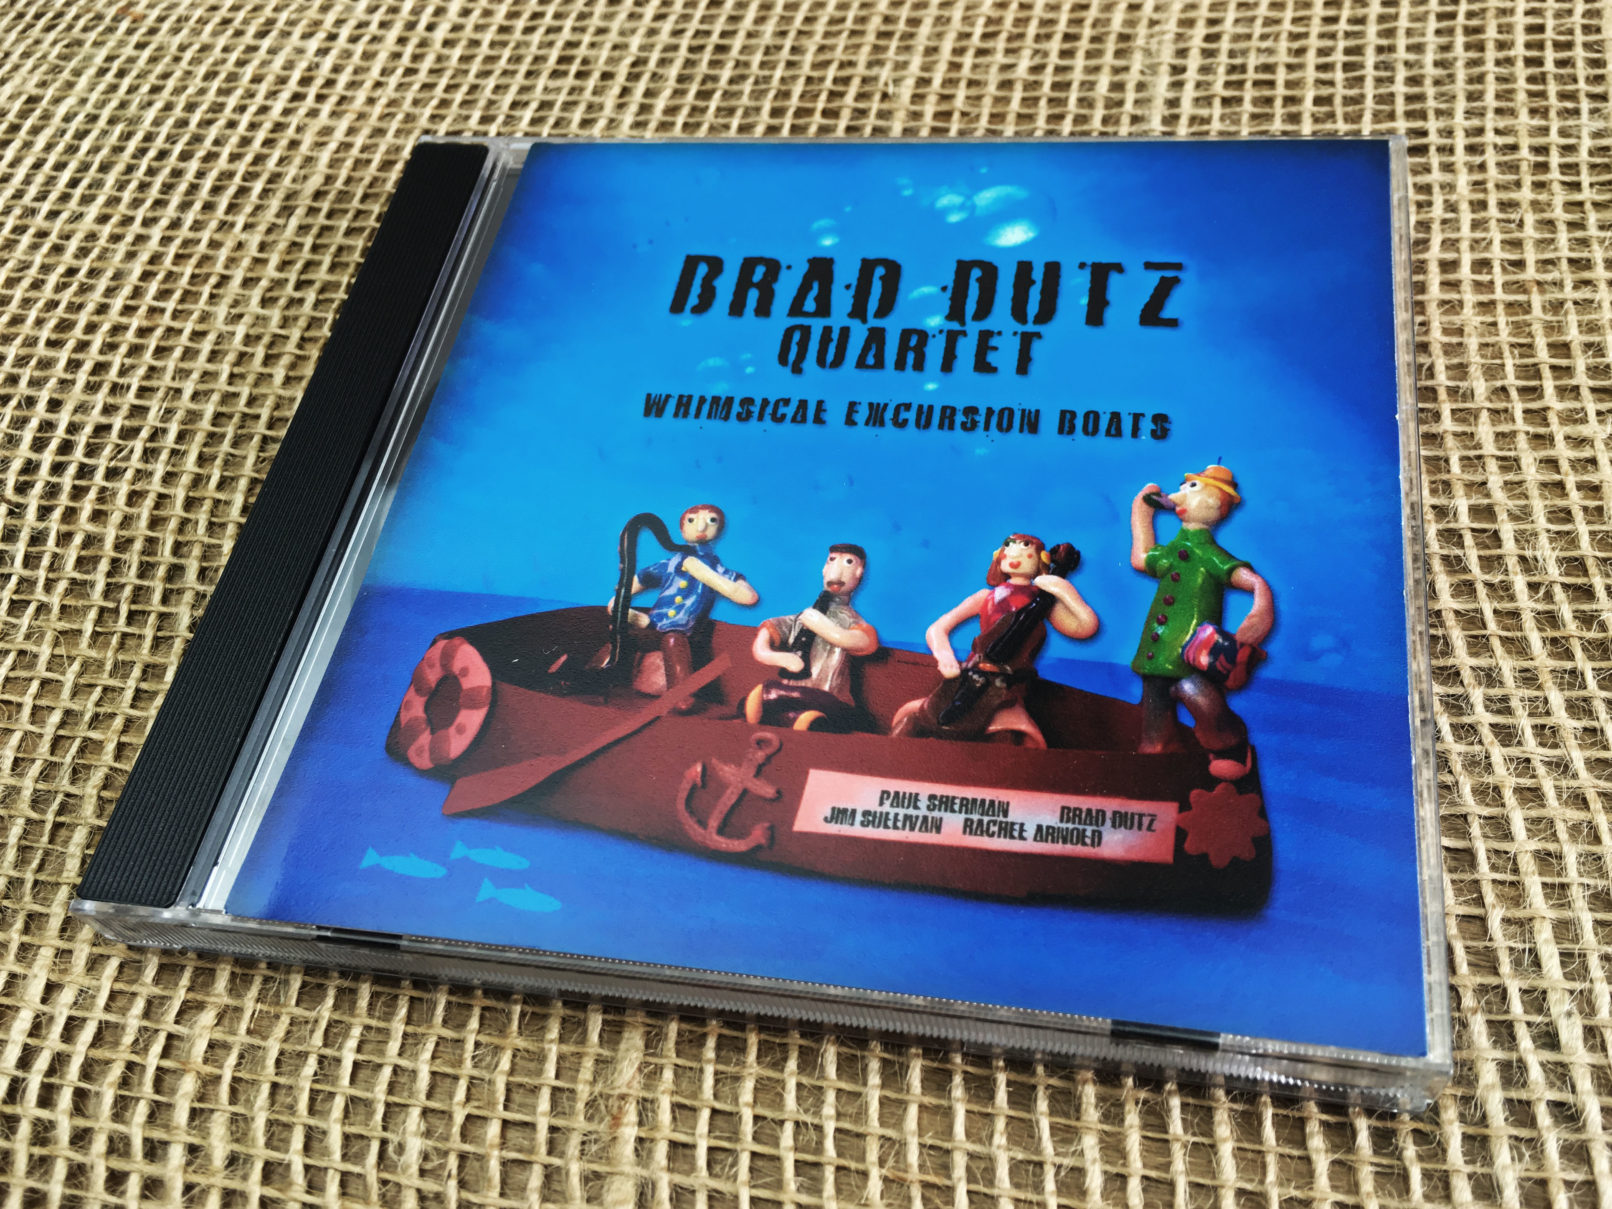 BRAD DUTZ
QUARTET
WHIMSICAL EXCURSION BOATS
PAUL SHERMAN BRAD DUTZ
JIM SULLIVAN RACHEL ARNOLD